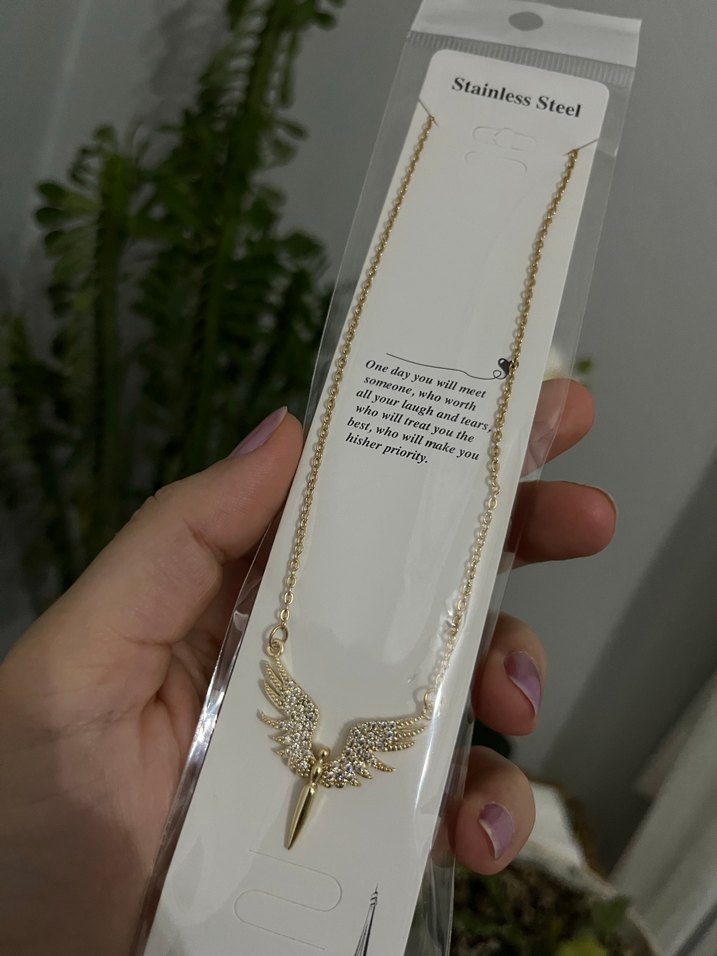 Stainless Steel
One day you will meet
someone, who worth
all your laugh and tears,
who will treat you the
best, who will make you
hisher priority.